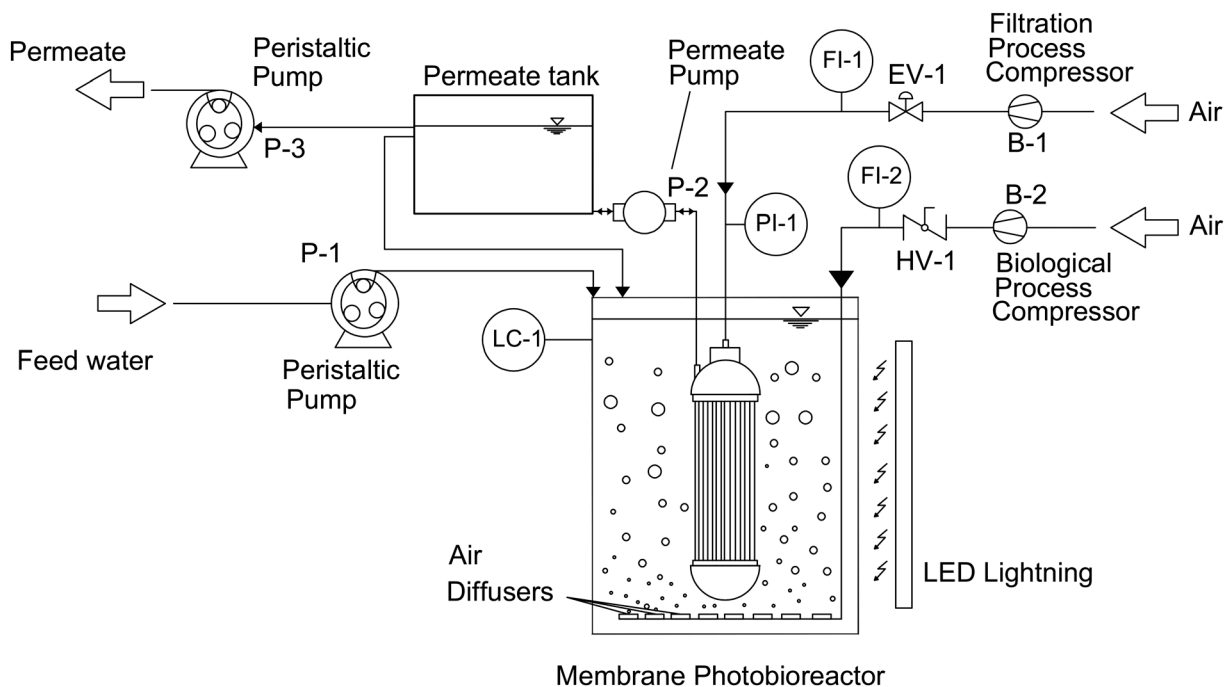 Permeate
Peristaltic
Pump
P-3
Permeate tank
Permeate
Pump
P-2
FI-1
EV-1
Filtration
Process
Compressor
B-1
Air
FI-2
HV-1
B-2
Biological
Process
Compressor
Air
PI-1
P-1
Feed water
Peristaltic
Pump
LC-1
Air
Diffusers
LED Lightning
Membrane Photobioreactor